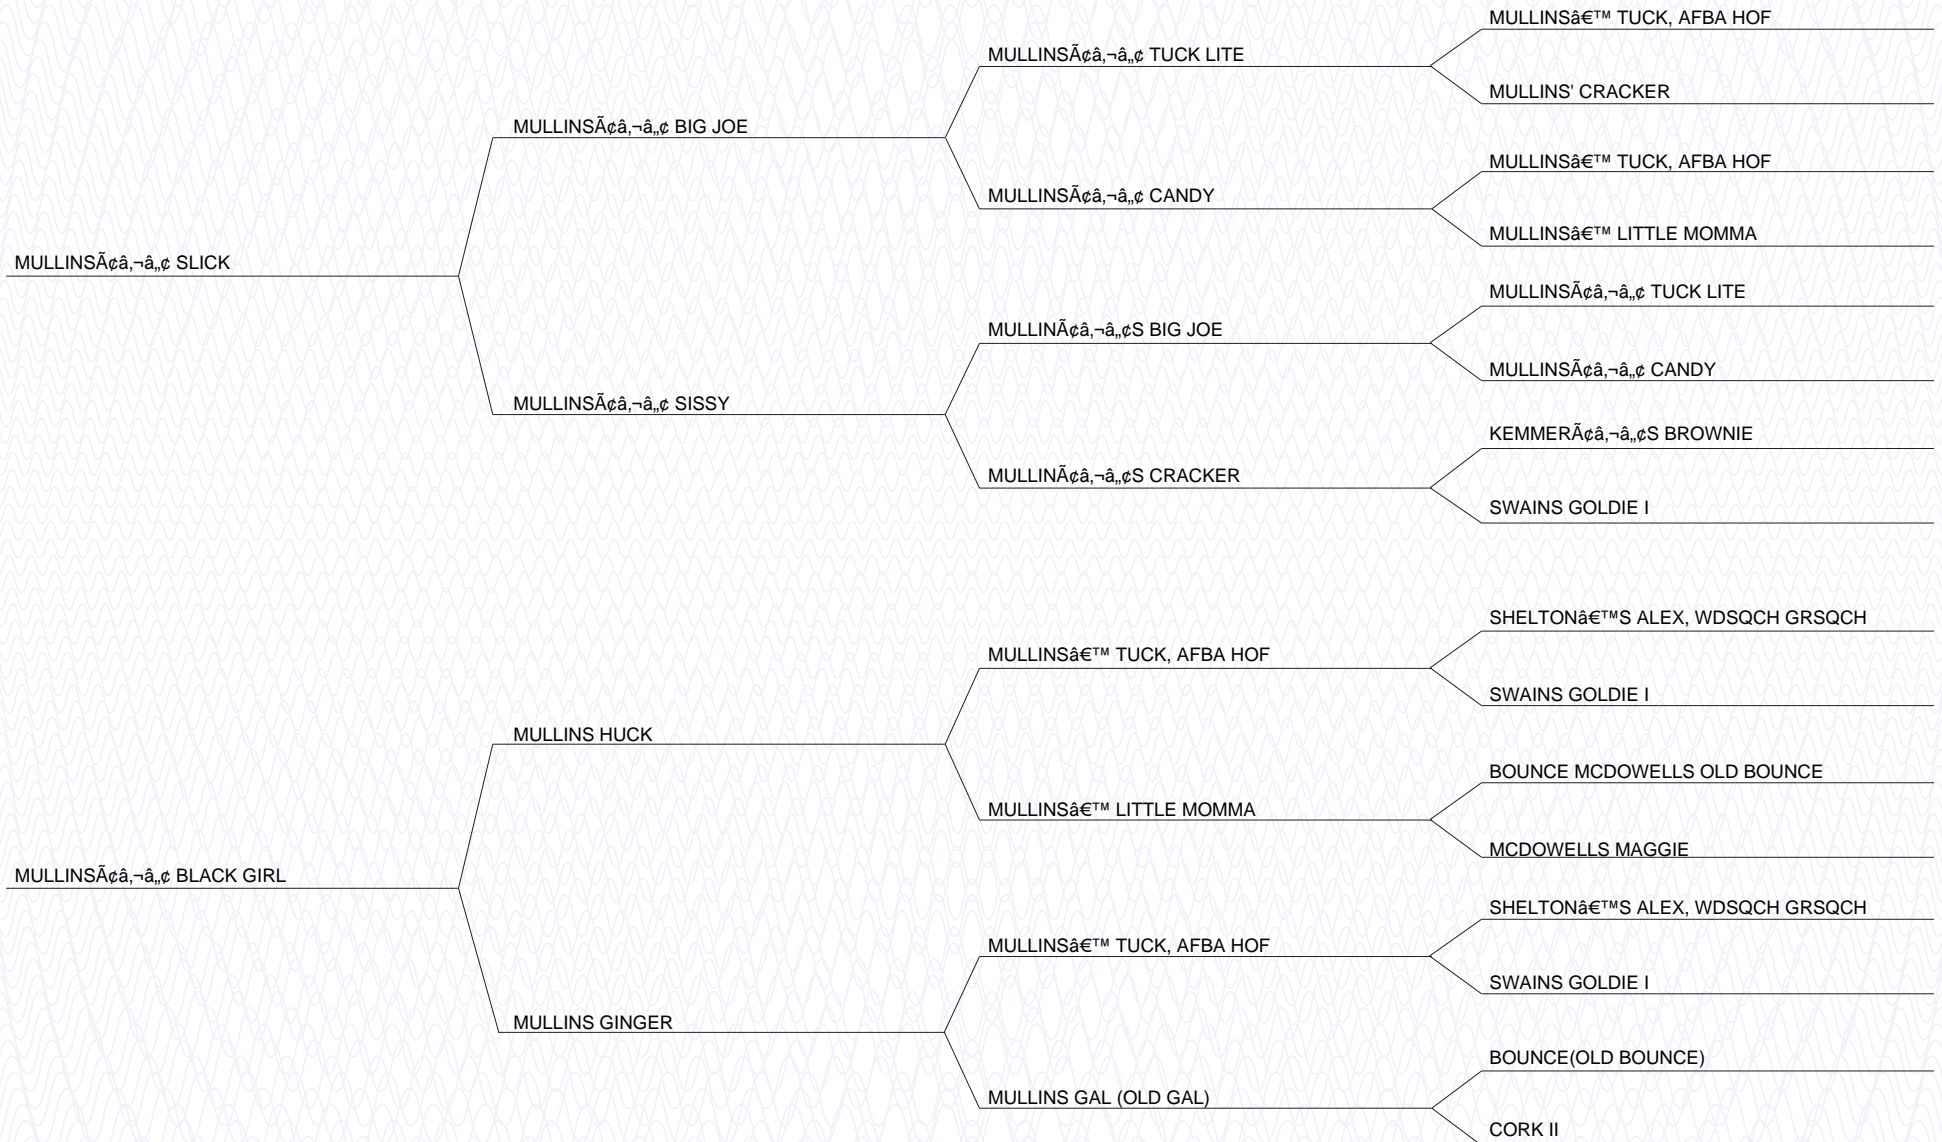 MULLINSâ€™ TUCK, AFBA HOF
MULLINSÃ¢â‚¬â„¢ TUCK LITE
MULLINS' CRACKER
MULLINSÃ¢â‚¬â„¢ BIG JOE
MULLINSâ€™ TUCK, AFBA HOF
MULLINSÃ¢â‚¬â„¢ CANDY
MULLINSâ€™ LITTLE MOMMA
MULLINSÃ¢â‚¬â„¢ SLICK
MULLINSÃ¢â‚¬â„¢ TUCK LITE
MULLINÃ¢â‚¬â„¢S BIG JOE
MULLINSÃ¢â‚¬â„¢ CANDY
MULLINSÃ¢â‚¬â„¢ SISSY
KEMMERÃ¢â‚¬â„¢S BROWNIE
MULLINÃ¢â‚¬â„¢S CRACKER
SWAINS GOLDIE I
SHELTONâ€™S ALEX, WDSQCH GRSQCH
MULLINSâ€™ TUCK, AFBA HOF
SWAINS GOLDIE I
MULLINS HUCK
BOUNCE MCDOWELLS OLD BOUNCE
MULLINSâ€™ LITTLE MOMMA
MCDOWELLS MAGGIE
MULLINSÃ¢â‚¬â„¢ BLACK GIRL
SHELTONâ€™S ALEX, WDSQCH GRSQCH
MULLINSâ€™ TUCK, AFBA HOF
SWAINS GOLDIE I
MULLINS GINGER
BOUNCE(OLD BOUNCE)
MULLINS GAL (OLD GAL)
CORK II